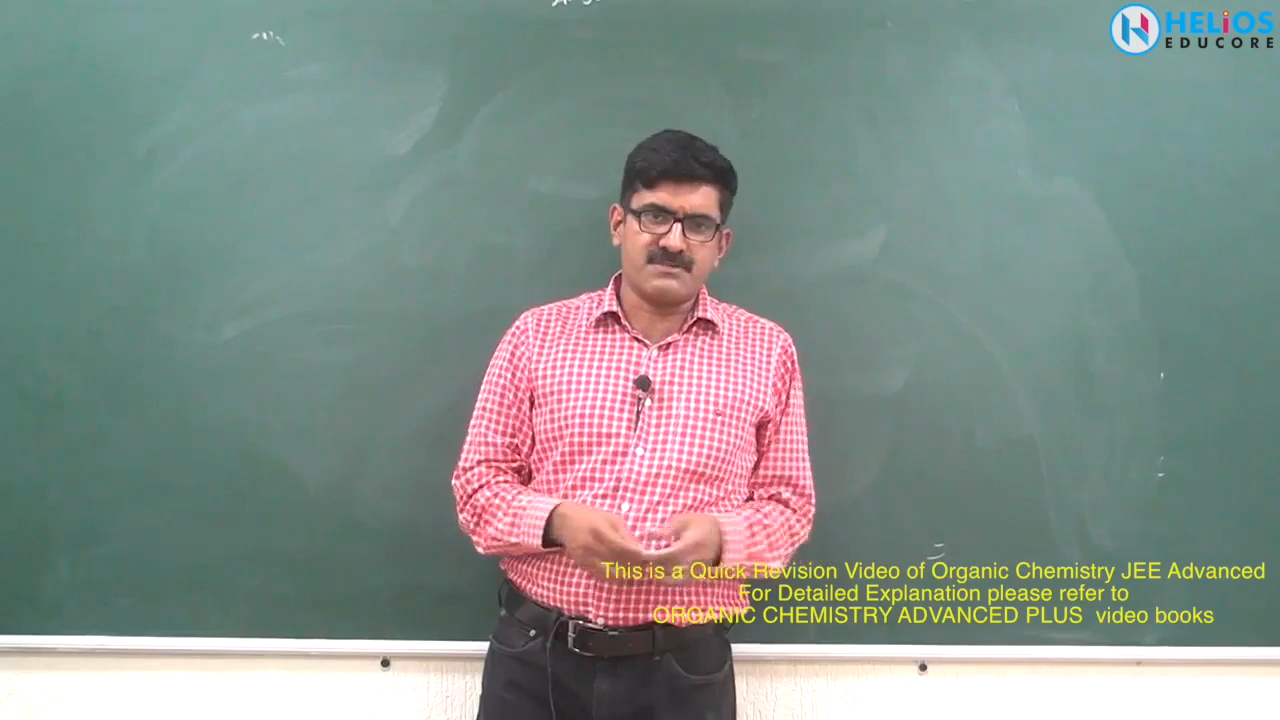 HELiOS
EDUCORE
This is a Quick Revision Video of Organic Chemistry JEE Advanced
For Detailed Explanation please refer to
ORGANIC CHEMISTRY ADVANCED PLUS video books